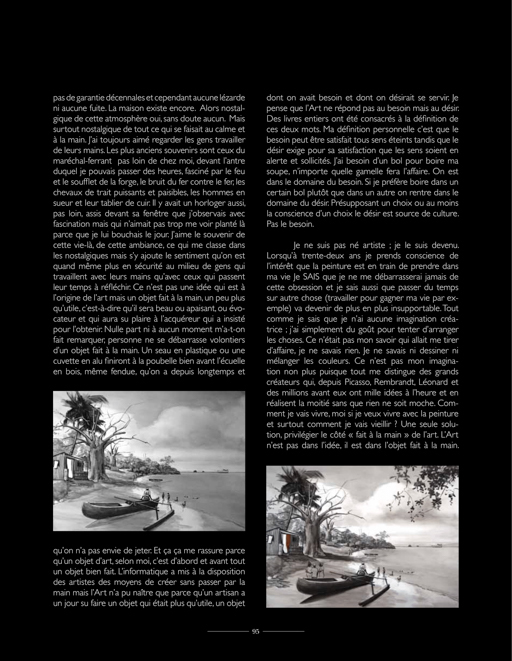 pas de garantie décennales et cependant aucune lézarde
ni aucune fuite. La maison existe encore.  Alors nostal-
gique de cette atmosphère oui, sans doute aucun.  Mais
surtout nostalgique de tout ce qui se faisait au calme et
à la main. J'ai toujours aimé regarder les gens travailler
de leurs mains. Les plus anciens souvenirs sont ceux du
maréchal-ferrant  pas loin de chez moi, devant l'antre
duquel je pouvais passer des heures, fasciné par le feu
et le soufflet de la forge, le bruit du fer contre le fer, les
chevaux de trait puissants et paisibles, les hommes en
sueur et leur tablier de cuir. Il y avait un horloger aussi,
pas loin, assis devant sa fenêtre que j'observais avec
fascination mais qui n'aimait pas trop me voir planté là
parce que je lui bouchais le jour. J'aime le souvenir de
cette vie-là, de cette ambiance, ce qui me classe dans
les nostalgiques mais s'y ajoute le sentiment qu'on est
quand même plus en sécurité au milieu de gens qui
travaillent avec leurs mains qu'avec ceux qui passent
leur temps à réfléchir. Ce n'est pas une idée qui est à
l'origine de l'art mais un objet fait à la main, un peu plus
qu'utile, c'est-à-dire qu'il sera beau ou apaisant, ou évo-
cateur et qui aura su plaire à l'acquéreur qui a insisté
pour l'obtenir. Nulle part ni à aucun moment m'a-t-on
fait remarquer, personne ne se débarrasse volontiers
d'un objet fait à la main. Un seau en plastique ou une
cuvette en alu finiront à la poubelle bien avant l'écuelle
en bois, même fendue, qu'on a depuis longtemps et
qu'on n'a pas envie de jeter. Et ça ça me rassure parce
qu'un objet d'art, selon moi, c'est d'abord et avant tout
un objet bien fait. L'informatique a mis à la disposition
des artistes des moyens de créer sans passer par la
main mais l'Art n'a pu naître que parce qu'un artisan a
un jour su faire un objet qui était plus qu'utile, un objet
dont on avait besoin et dont on désirait se servir. Je
pense que l'Art ne répond pas au besoin mais au désir.
Des livres entiers ont été consacrés à la définition de
ces deux mots. Ma définition personnelle c'est que le
besoin peut être satisfait tous sens éteints tandis que le
désir exige pour sa satisfaction que les sens soient en
alerte et sollicités. J'ai besoin d'un bol pour boire ma
soupe, n'importe quelle gamelle fera l'affaire. On est
dans le domaine du besoin. Si je préfère boire dans un
certain bol plutôt que dans un autre on rentre dans le
domaine du désir. Présupposant un choix ou au moins
la conscience d'un choix le désir est source de culture.
Pas le besoin.
Je ne suis pas né artiste ; je le suis devenu.
Lorsqu'à trente-deux ans je prends conscience de
l'intérêt que la peinture est en train de prendre dans
ma vie Je SAIS que je ne me débarrasserai jamais de
cette obsession et je sais aussi que passer du temps
sur autre chose (travailler pour gagner ma vie par ex-
emple) va devenir de plus en plus insupportable. Tout
comme je sais que je n'ai aucune imagination créa-
trice ; j'ai simplement du goût pour tenter d'arranger
les choses. Ce n'était pas mon savoir qui allait me tirer
d'affaire, je ne savais rien. Je ne savais ni dessiner ni
mélanger les couleurs. Ce n'est pas mon imagina-
tion non plus puisque tout me distingue des grands
créateurs qui, depuis Picasso, Rembrandt, Léonard et
des millions avant eux ont mille idées à l'heure et en
réalisent la moitié sans que rien ne soit moche. Com-
ment je vais vivre, moi si je veux vivre avec la peinture
et surtout comment je vais vieillir ? Une seule solu-
tion, privilégier le côté « fait à la main » de l'art. L'Art
n'est pas dans l'idée, il est dans l'objet fait à la main.
95